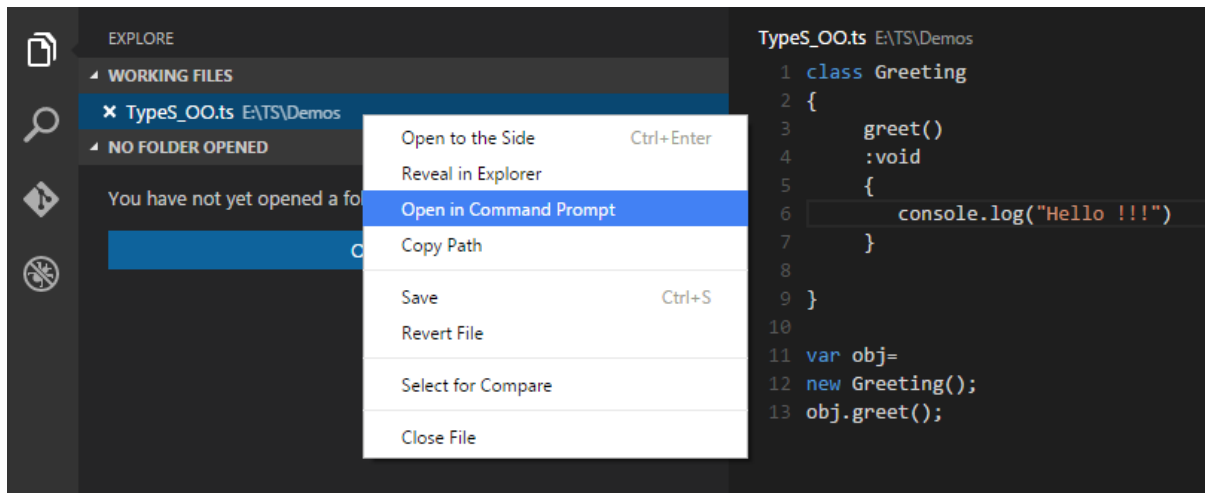 EXPLORE
WORKING FILES
TypeS_OO.ts E:\TS\Demos
NO FOLDER OPENED
You have not yet opened a fol
Open to the Side Ctrl+Enter
Reveal in Explorer
Open in Command Prompt
Copy Path
Save Ctrl+S
Revert File
Select for Compare
Close File
TypeS_OO.ts E:\TS\Demos
1 class Greeting
2 {
3 greet()
4 :void
5 {
6 console.log("Hello !!!")
7 }
8
9 }
10
11 var obj=
12 new Greeting();
13 obj.greet();